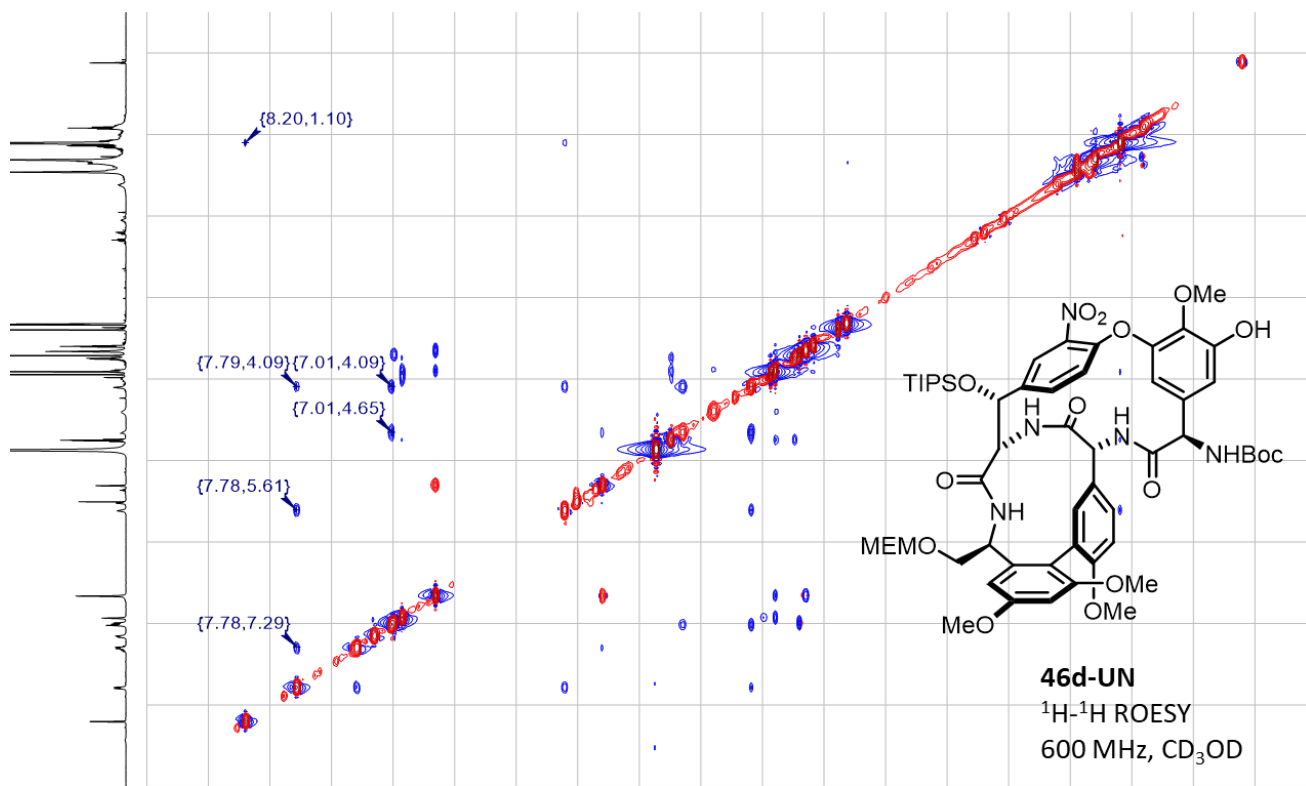 {8.20,1.10}
{7.79,4.09}{7.01,4.09}
{7.01,4.65}
{7.78,5.61}
{7.78,7.29}
OMe
NO2
O
OH
TIPSO
H
N
O
H
N
NHBoc
O
O
NH
MEMO
OMe
OMe
MeO
46d-UN
¹H-¹H ROESY
600 MHz, CD₃OD